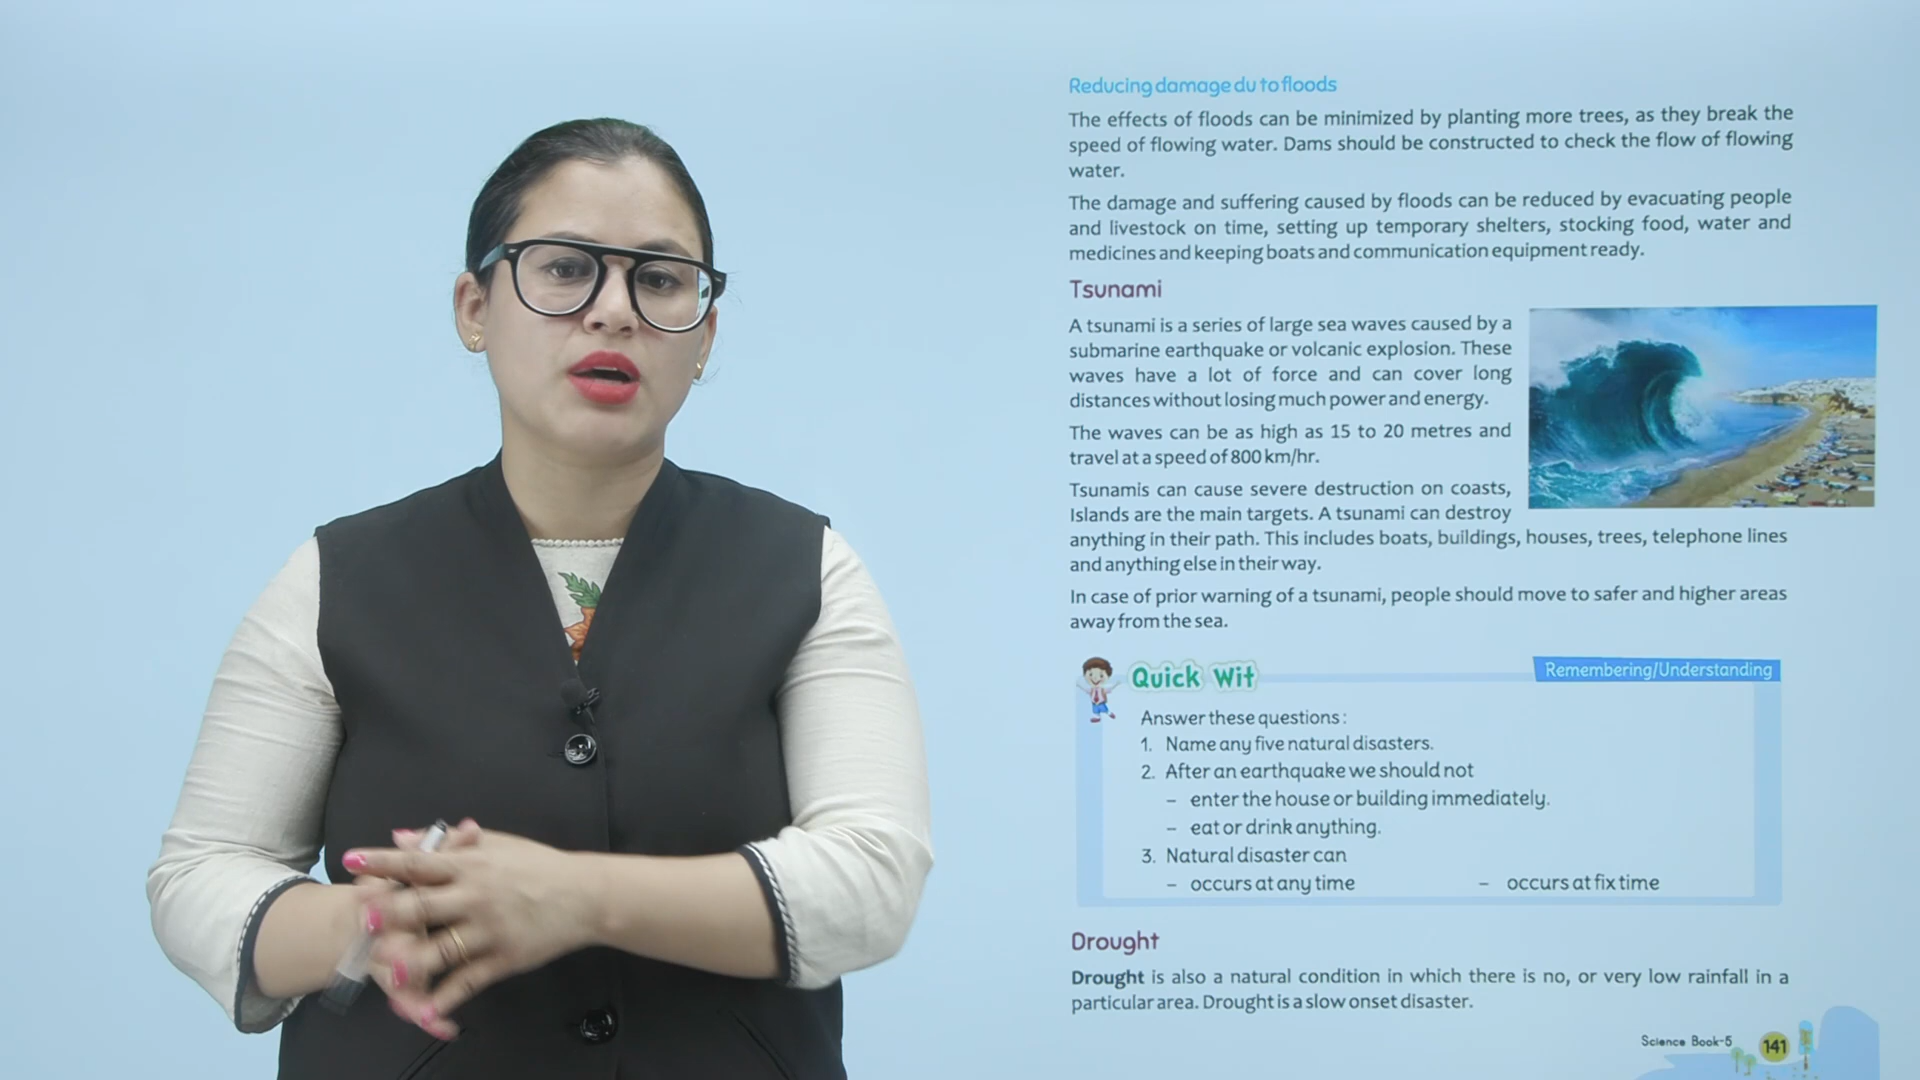 Reducing damage du to floods
The effects of floods can be minimized by planting more trees, as they break the
speed of flowing water. Dams should be constructed to check the flow of flowing
water.
The damage and suffering caused by floods can be reduced by evacuating people
and livestock on time, setting up temporary shelters, stocking food, water and
medicines and keeping boats and communication equipment ready.
Tsunami
A tsunami is a series of large sea waves caused by a
submarine earthquake or volcanic explosion. These
waves have a lot of force and can cover long
distances without losing much power and energy.
The waves can be as high as 15 to 20 metres and
travel at a speed of 800 km/hr.
Tsunamis can cause severe destruction on coasts,
Islands are the main targets. A tsunami can destroy
anything in their path. This includes boats, buildings, houses, trees, telephone lines
and anything else in their way.
In case of prior warning of a tsunami, people should move to safer and higher areas
away from the sea.
Quick Wit
Remembering/Understanding
Answer these questions:
1. Name any five natural disasters.
2. After an earthquake we should not
– enter the house or building immediately.
– eat or drink anything.
3. Natural disaster can
– occurs at any time – occurs at fix time
Drought
Drought is also a natural condition in which there is no, or very low rainfall in a
particular area. Drought is a slow onset disaster.
Science Book-5 141